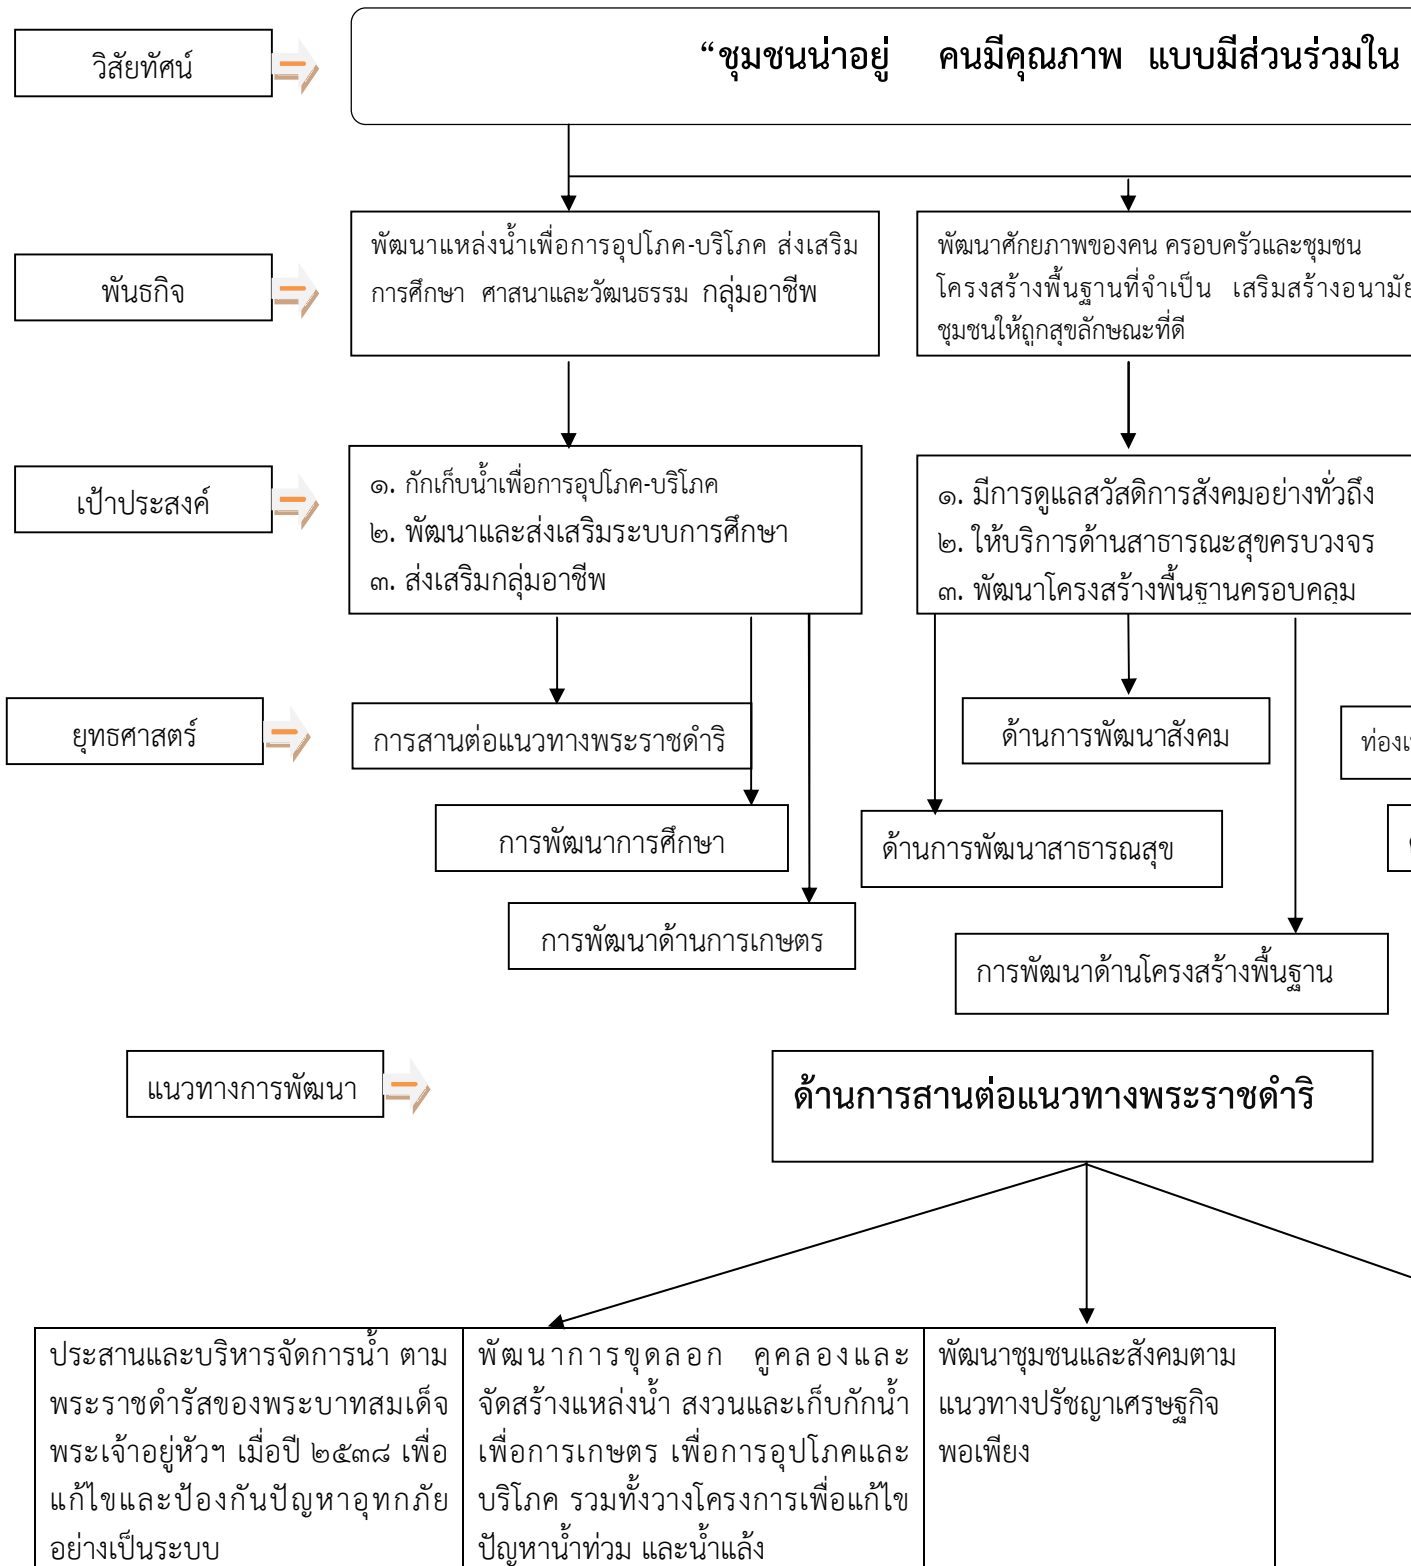 วิสัยทัศน์
“ชุมชนน่าอยู่ คนมีคุณภาพ แบบมีส่วนร่วมใน
พันธกิจ
พัฒนาแหล่งน้ำเพื่อการอุปโภค-บริโภค ส่งเสริม
การศึกษา ศาสนาและวัฒนธรรม กลุ่มอาชีพ
พัฒนาศักยภาพของคน ครอบครัวและชุมชน
โครงสร้างพื้นฐานที่จำเป็น เสริมสร้างอนามัย
ชุมชนให้ถูกสุขลักษณะที่ดี
เป้าประสงค์
๑. กักเก็บน้ำเพื่อการอุปโภค-บริโภค
๒. พัฒนาและส่งเสริมระบบการศึกษา
๓. ส่งเสริมกลุ่มอาชีพ
๑. มีการดูแลสวัสดิการสังคมอย่างทั่วถึง
๒. ให้บริการด้านสาธารณะสุขครบวงจร
๓. พัฒนาโครงสร้างพื้นฐานครอบคลุม
ยุทธศาสตร์
การสานต่อแนวทางพระราชดำริ
ด้านการพัฒนาสังคม
การพัฒนาการศึกษา
ด้านการพัฒนาสาธารณสุข
การพัฒนาด้านการเกษตร
การพัฒนาด้านโครงสร้างพื้นฐาน
แนวทางการพัฒนา
ด้านการสานต่อแนวทางพระราชดำริ
ประสานและบริหารจัดการน้ำ ตาม
พระราชดำรัสของพระบาทสมเด็จ
พระเจ้าอยู่หัวฯ เมื่อปี ๒๕๓๘ เพื่อ
แก้ไขและป้องกันปัญหาอุทกภัย
อย่างเป็นระบบ
พัฒนาการขุดลอก คูคลองและ
จัดสร้างแหล่งน้ำ สงวนและเก็บกักน้ำ
เพื่อการเกษตร เพื่อการอุปโภคและ
บริโภค รวมทั้งวางโครงการเพื่อแก้ไข
ปัญหาน้ำท่วม และน้ำแล้ง
พัฒนาชุมชนและสังคมตาม
แนวทางปรัชญาเศรษฐกิจ
พอเพียง